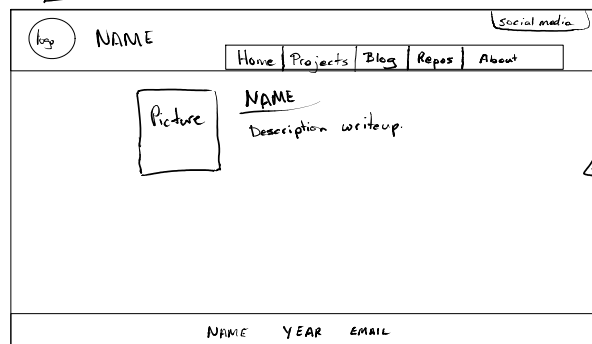 social media
logo NAME
Home Projects Blog Repos About
Picture NAME
Description writeup.
NAME YEAR EMAIL